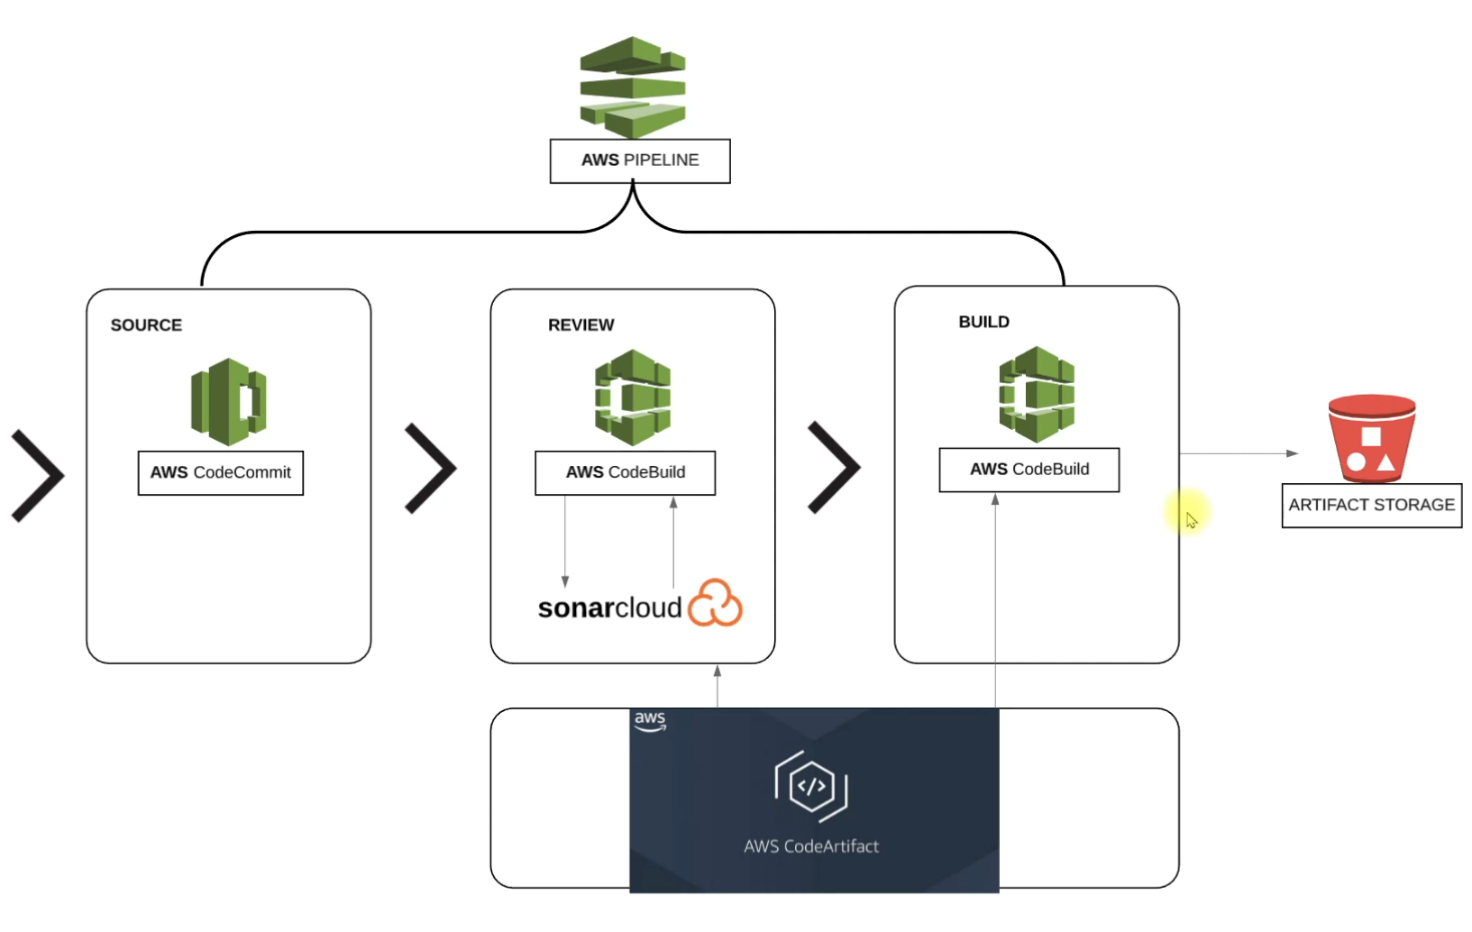 AWS PIPELINE
SOURCE
AWS CodeCommit
REVIEW
AWS CodeBuild
sonarcloud
BUILD
AWS CodeBuild
ARTIFACT STORAGE
aws
</>
AWS CodeArtifact